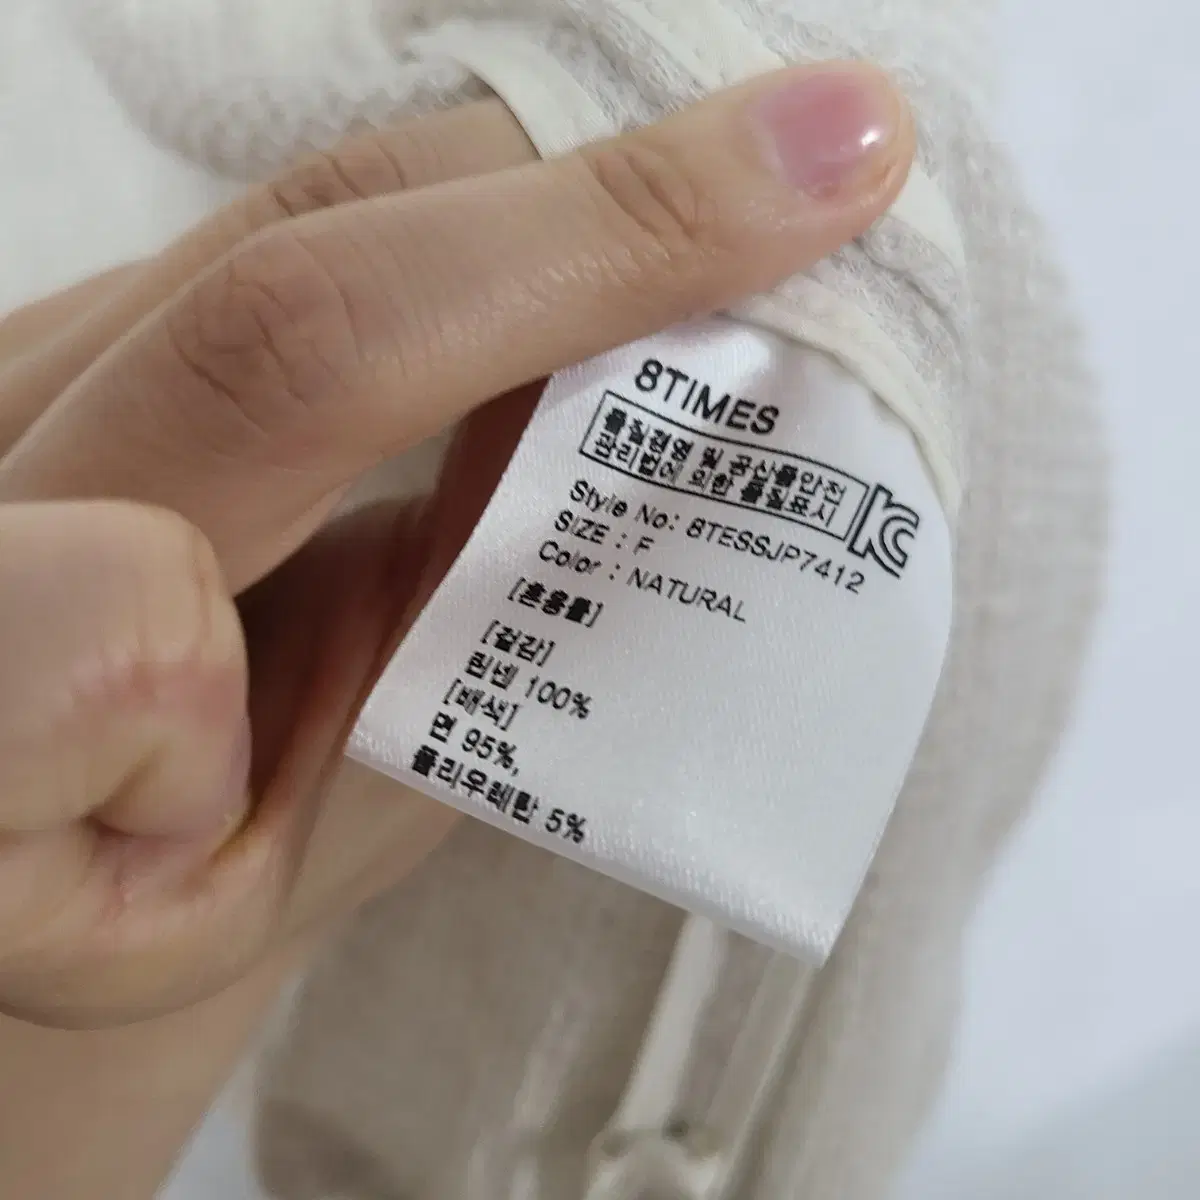 8TIMES
품질경영 및 공산품안전
관리법에 의한 품질표시
KC
Style No: 8TESSJP7412
SIZE : F
Color : NATURAL
[혼용률]
[겉감]
린넨 100%
[배색]
면 95%,
폴리우레탄 5%